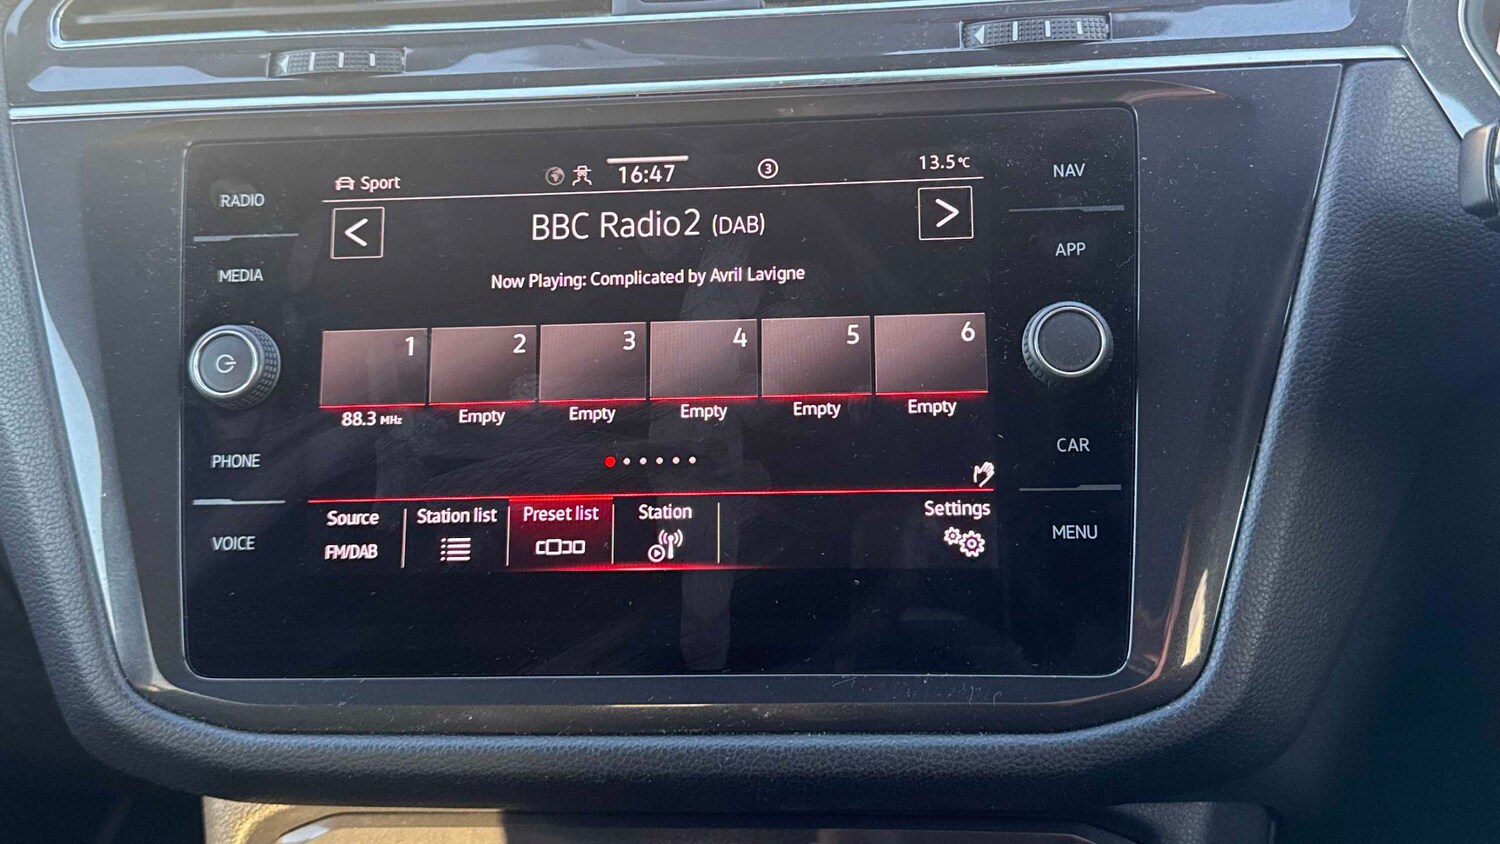 RADIO
MEDIA
PHONE
VOICE
Sport
16:47
3
13.5°C
<
BBC Radio2 (DAB)
>
Now Playing: Complicated by Avril Lavigne
1 2 3 4 5 6
88.3 MHz Empty Empty Empty Empty Empty
Source Station list Preset list Station Settings
FM/DAB
NAV
APP
CAR
MENU